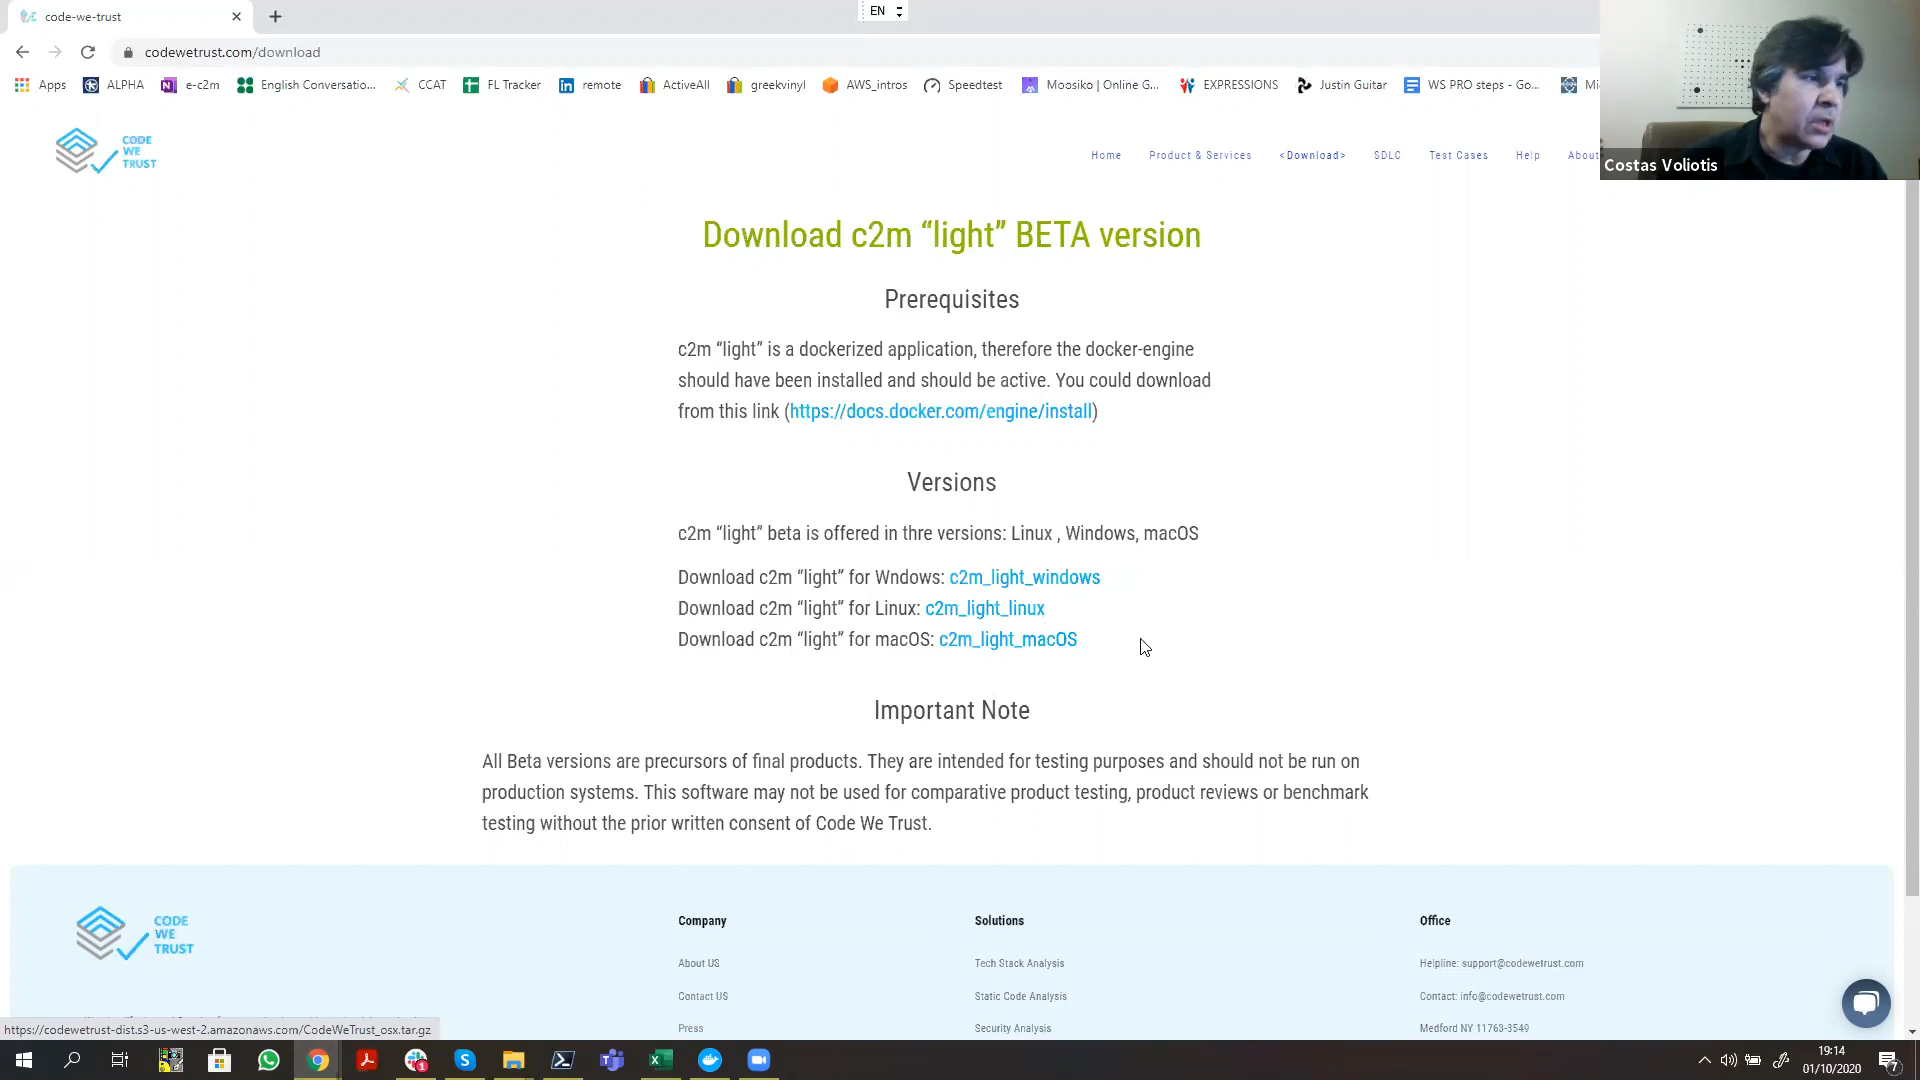 code-we-trust
EN
codewetrust.com/download
Apps ALPHA e-c2m English Conversatio... CCAT FL Tracker remote ActiveAll greekvinyl AWS_intros Speedtest Moosiko | Online G... EXPRESSIONS Justin Guitar WS PRO steps - Go... Mi
CODE
WE
TRUST
Home Product & Services <Download> SDLC Test Cases Help About
Costas Voliotis
Download c2m “light” BETA version
Prerequisites
c2m “light” is a dockerized application, therefore the docker-engine
should have been installed and should be active. You could download
from this link (https://docs.docker.com/engine/install)
Versions
c2m “light” beta is offered in thre versions: Linux , Windows, macOS
Download c2m “light” for Wndows: c2m_light_windows
Download c2m “light” for Linux: c2m_light_linux
Download c2m “light” for macOS: c2m_light_macOS
Important Note
All Beta versions are precursors of final products. They are intended for testing purposes and should not be run on
production systems. This software may not be used for comparative product testing, product reviews or benchmark
testing without the prior written consent of Code We Trust.
CODE
WE
TRUST
Company
About US
Contact US
Press
Solutions
Tech Stack Analysis
Static Code Analysis
Security Analysis
Office
Helpline: support@codewetrust.com
Contact: info@codewetrust.com
Medford NY 11763-3549
https://codewetrust-dist.s3-us-west-2.amazonaws.com/CodeWeTrust_osx.tar.gz
19:14
01/10/2020
7